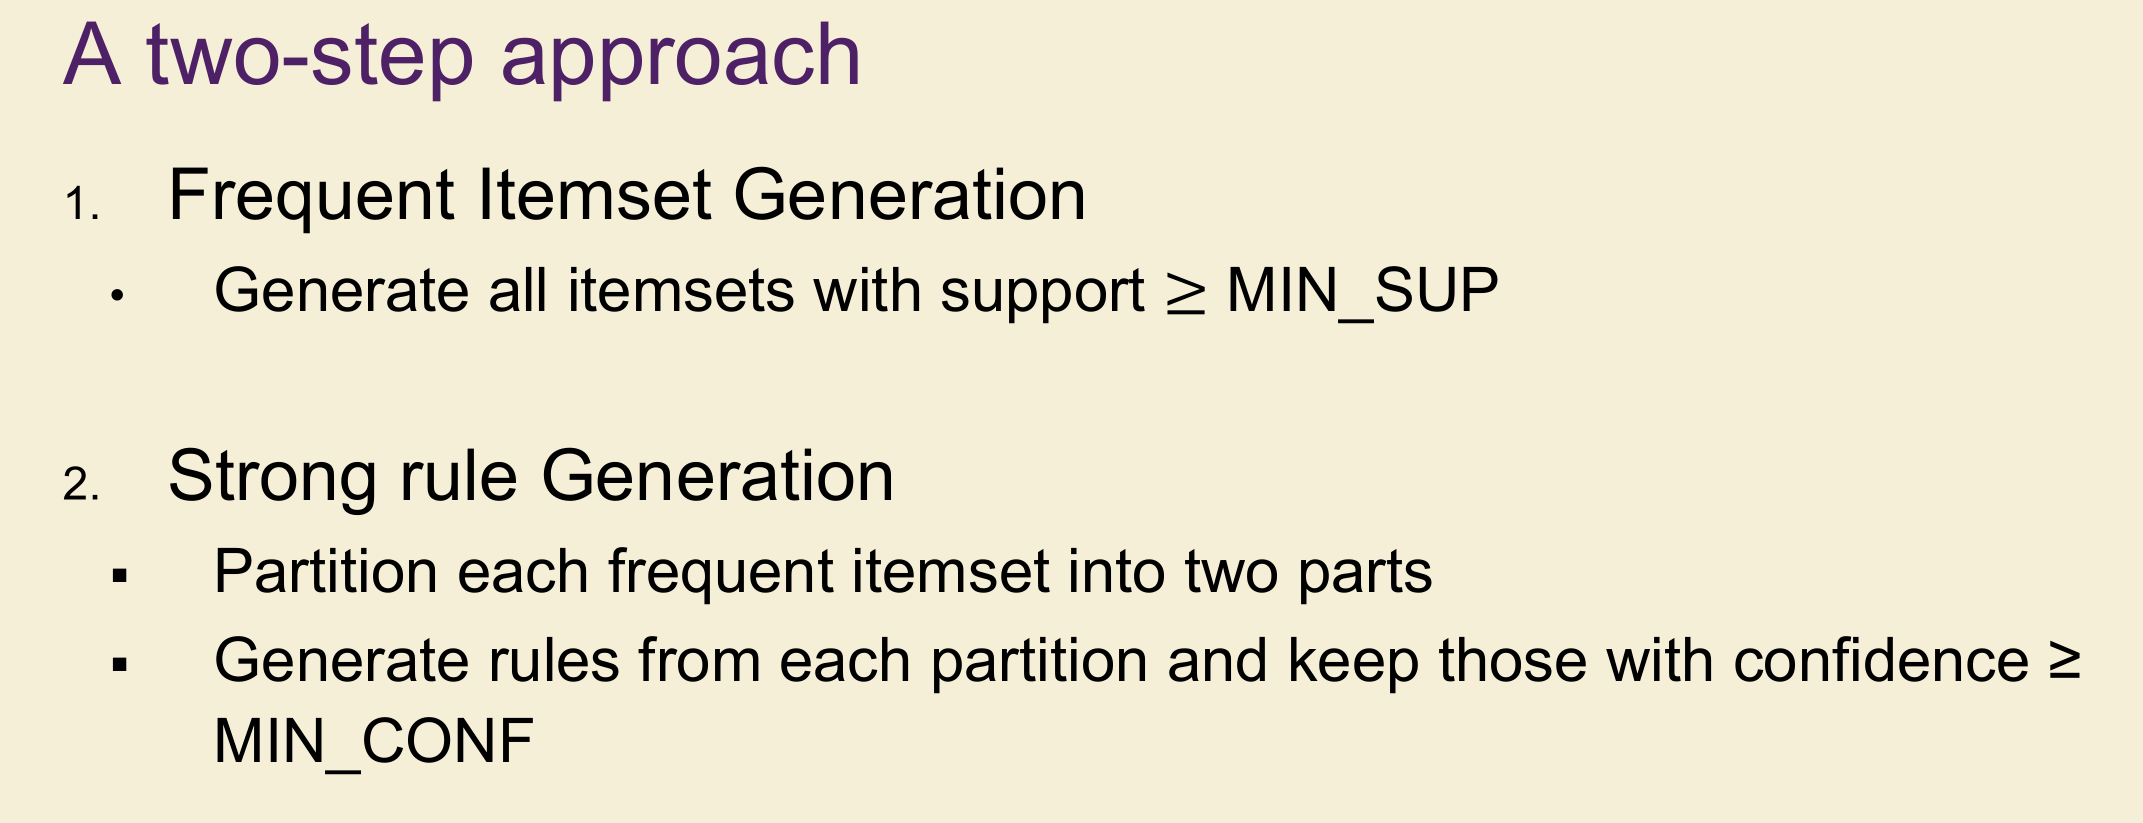 A two-step approach
1. Frequent Itemset Generation
• Generate all itemsets with support ≥ MIN_SUP
2. Strong rule Generation
▪ Partition each frequent itemset into two parts
▪ Generate rules from each partition and keep those with confidence ≥
MIN_CONF